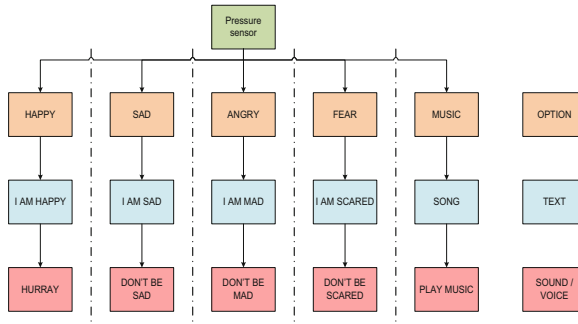 Pressure
sensor
HAPPY
SAD
ANGRY
FEAR
MUSIC
OPTION
I AM HAPPY
I AM SAD
I AM MAD
I AM SCARED
SONG
TEXT
HURRAY
DON'T BE
SAD
DON'T BE
MAD
DON'T BE
SCARED
PLAY MUSIC
SOUND /
VOICE